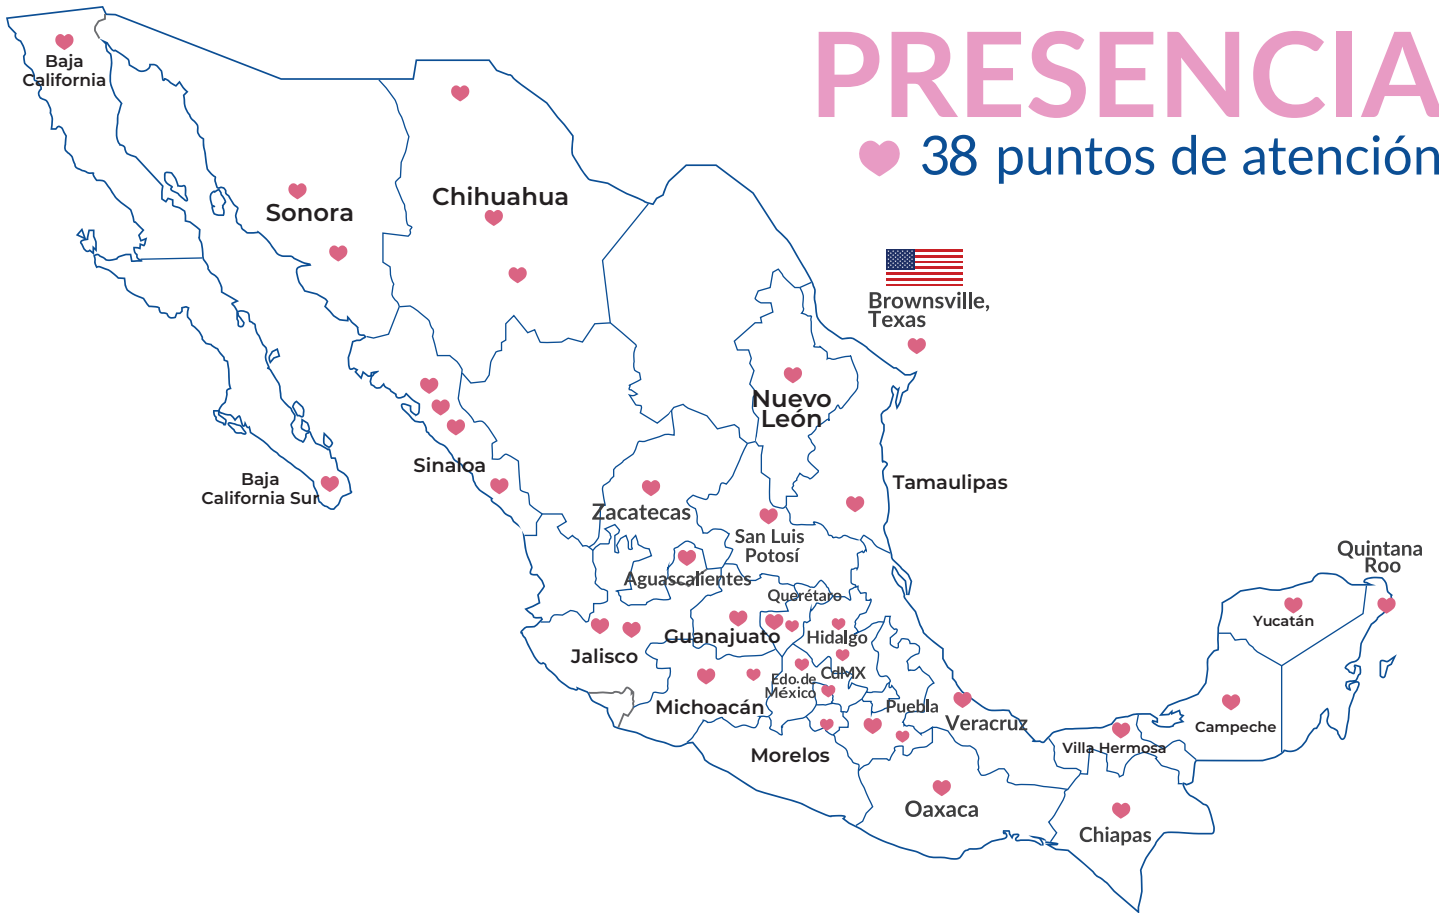 PRESENCIA
38 puntos de atención
Baja
California
Sonora
Chihuahua
Brownsville,
Texas
Nuevo
León
Sinaloa
Baja
California Sur
Tamaulipas
Zacatecas
San Luis
Potosí
Aguascalientes
Querétaro
Guanajuato
Hidalgo
Jalisco
CdMX
Edo. de
México
Michoacán
Puebla
Veracruz
Morelos
Oaxaca
Quintana
Roo
Yucatán
Campeche
Villa Hermosa
Chiapas